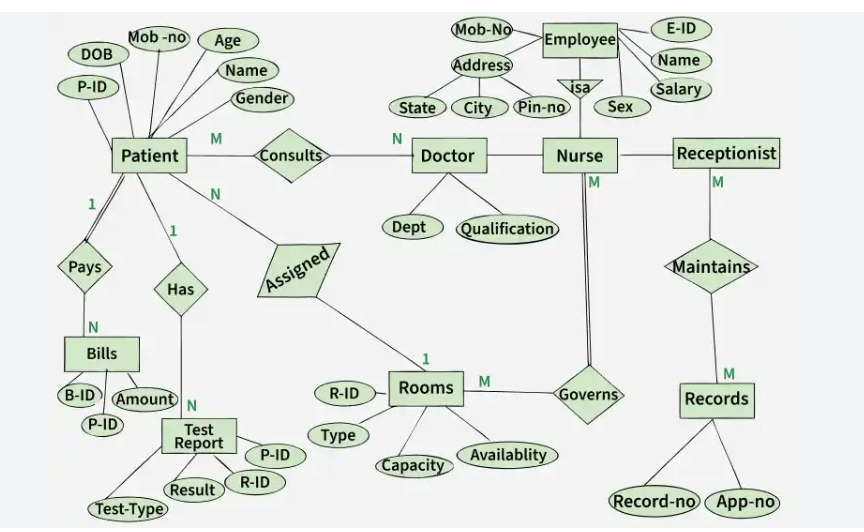 Mob -no
Age
DOB
Name
P-ID
Gender
Mob-No
Employee
E-ID
Name
Address
Salary
isa
State
City
Pin-no
Sex
Patient
M
Consults
N
Doctor
Nurse
Receptionist
M
M
1
1
N
Dept
Qualification
Pays
Has
Assigned
Maintains
N
Bills
1
Rooms
M
Governs
M
Records
B-ID
Amount
P-ID
N
Test
Report
R-ID
Type
Capacity
Availablity
P-ID
R-ID
Result
Test-Type
Record-no
App-no